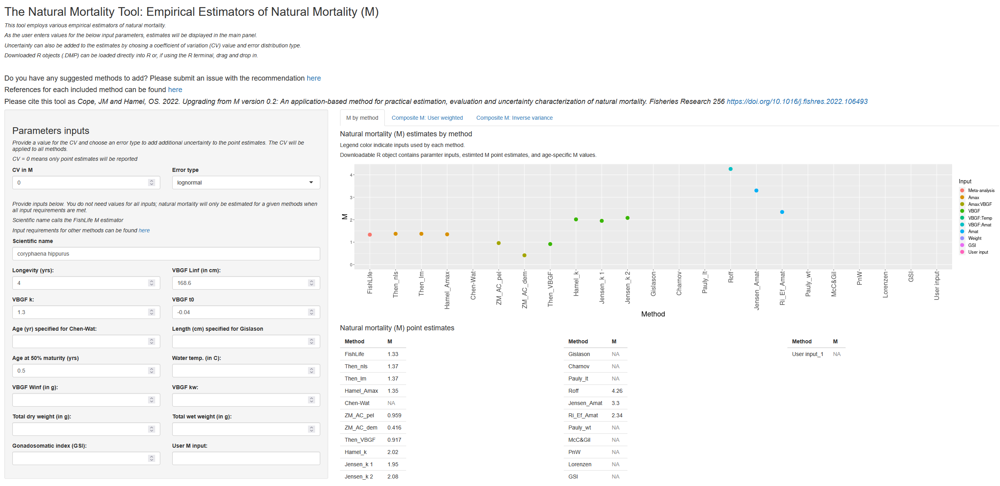 The Natural Mortality Tool: Empirical Estimators of Natural Mortality (M)
This tool employs various empirical estimators of natural mortality.
As the user enters values for the below input parameters, estimates will be displayed in the main panel.
Uncertainty can also be added to the estimates by chosing a coefficient of variation (CV) value and error distribution type.
Downloaded R objects (.DMP) can be loaded directly into R or, if using the R terminal, drag and drop in.
Do you have any suggested methods to add? Please submit an issue with the recommendation here
References for each included method can be found here
Please cite this tool as Cope, JM and Hamel, OS. 2022. Upgrading from M version 0.2: An application-based method for practical estimation, evaluation and uncertainty characterization of natural mortality. Fisheries Research 256 https://doi.org/10.1016/j.fishres.2022.106493
Parameters inputs
Provide a value for the CV and choose an error type to add additional uncertainty to the point estimates. The CV will be
applied to all methods.
CV = 0 means only point estimates will be reported
CV in M Error type
0 lognormal
Provide inputs below. You do not need values for all inputs; natural mortality will only be estimated for a given methods when
all input requirements are met.
Scientific name calls the FishLife M estimator
Input requirements for other methods can be found here
Scientific name
coryphaena hippurus
Longevity (yrs): VBGF Linf (in cm):
4 168.6
VBGF k: VBGF t0
1.3 -0.04
Age (yr) specified for Chen-Wat: Length (cm) specified for Gislason
Age at 50% maturity (yrs) Water temp. (in C):
0.5
VBGF Winf (in g): VBGF kw:
Total dry weight (in g): Total wet weight (in g):
Gonadosomatic index (GSI): User M input:
M by method Composite M: User weighted Composite M: Inverse variance
Natural mortality (M) estimates by method
Legend color indicate inputs used by each method.
Downloadable R object contains paramter inputs, estimted M point estimates, and age-specific M values.
M
4
3
2
1
0
FishLife
Then_nls
Then_lm
Hamel_Amax
Chen-Wat
ZM_AC_pel
ZM_AC_dem
Then_VBGF
Hamel_k
Jensen_k 1
Jensen_k 2
Gislason
Charnov
Pauly_lt
Roff
Jensen_Amat
Ri_Ef_Amat
Pauly_wt
McC&Gil
PnW
Lorenzen
GSI
User input
Method
Input
Meta-analysis
Amax
Amax:VBGF
VBGF
VBGF:Temp
VBGF:Amat
Amat
Weight
GSI
User input
Natural mortality (M) point estimates
Method M
FishLife 1.33
Then_nls 1.37
Then_lm 1.37
Hamel_Amax 1.35
Chen-Wat NA
ZM_AC_pel 0.959
ZM_AC_dem 0.416
Then_VBGF 0.917
Hamel_k 2.02
Jensen_k 1 1.95
Jensen_k 2 2.08
Method M
Gislason NA
Charnov NA
Pauly_lt NA
Roff 4.26
Jensen_Amat 3.3
Ri_Ef_Amat 2.34
Pauly_wt NA
McC&Gil NA
PnW NA
Lorenzen NA
GSI NA
Method M
User input_1 NA